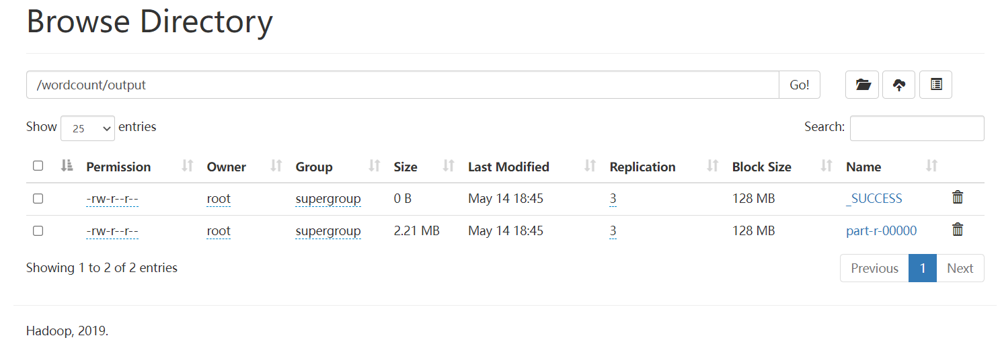 Browse Directory
/wordcount/output Go!
Show 25 entries Search:
Permission Owner Group Size Last Modified Replication Block Size Name
-rw-r--r-- root supergroup 0 B May 14 18:45 3 128 MB _SUCCESS
-rw-r--r-- root supergroup 2.21 MB May 14 18:45 3 128 MB part-r-00000
Showing 1 to 2 of 2 entries Previous 1 Next
Hadoop, 2019.